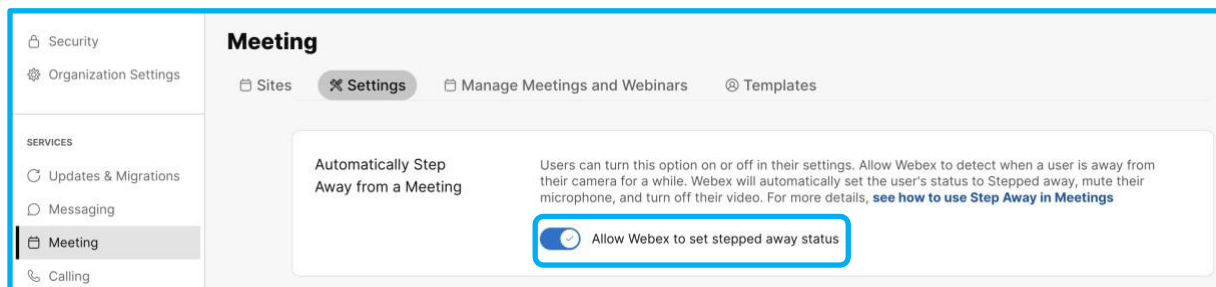 Security
Organization Settings
SERVICES
Updates & Migrations
Messaging
Meeting
Calling
Meeting
Sites
Settings
Manage Meetings and Webinars
Templates
Automatically Step
Away from a Meeting
Users can turn this option on or off in their settings. Allow Webex to detect when a user is away from
their camera for a while. Webex will automatically set the user's status to Stepped away, mute their
microphone, and turn off their video. For more details, see how to use Step Away in Meetings
Allow Webex to set stepped away status